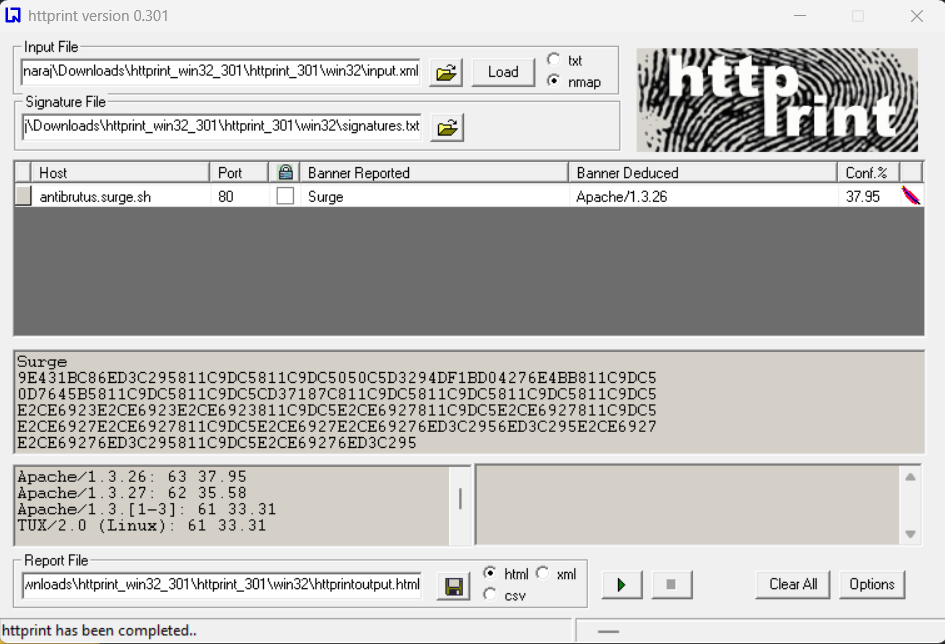 httprint version 0.301
Input File
naraj\Downloads\httprint_win32_301\httprint_301\win32\input.xml
Load
txt
nmap
Signature File
j\Downloads\httprint_win32_301\httprint_301\win32\signatures.txt
http
print
Host Port Banner Reported Banner Deduced Conf.%
antibrutus.surge.sh 80 Surge Apache/1.3.26 37.95
Surge
9E431BC86ED3C295811C9DC5811C9DC5050C5D3294DF1BD04276E4BB811C9DC5
0D7645B5811C9DC5811C9DC5CD37187C811C9DC5811C9DC5811C9DC5811C9DC5
E2CE6923E2CE6923E2CE6923811C9DC5E2CE6927811C9DC5E2CE6927811C9DC5
E2CE6927E2CE6927811C9DC5E2CE6927E2CE69276ED3C2956ED3C295E2CE6927
E2CE69276ED3C295811C9DC5E2CE69276ED3C295
Apache/1.3.26: 63 37.95
Apache/1.3.27: 62 35.58
Apache/1.3.[1-3]: 61 33.31
TUX/2.0 (Linux): 61 33.31
Report File
wnloads\httprint_win32_301\httprint_301\win32\httprintoutput.html
html xml
csv
Clear All Options
httprint has been completed..